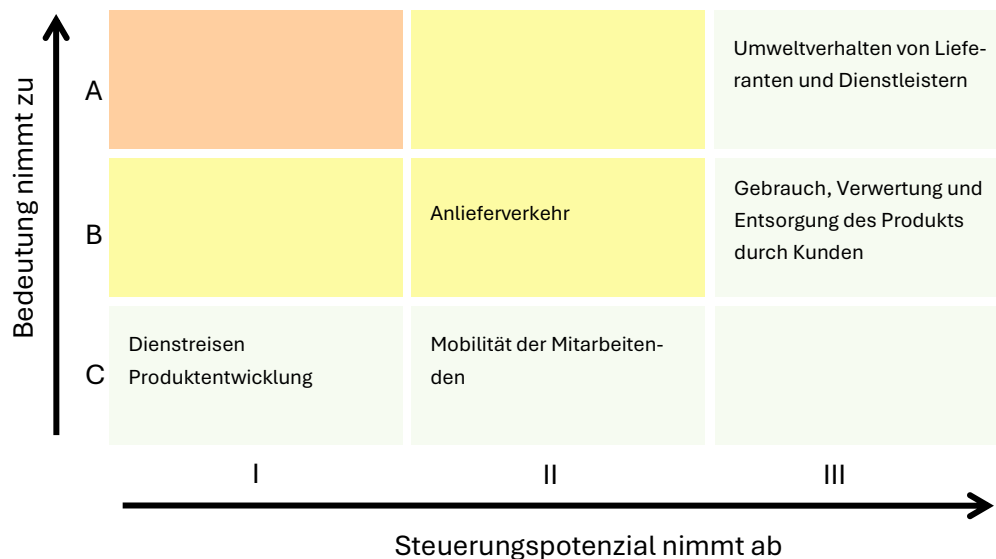 Bedeutung nimmt zu
A
Umweltverhalten von Liefe-
ranten und Dienstleistern
B
Anlieferverkehr
Gebrauch, Verwertung und
Entsorgung des Produkts
durch Kunden
C
Dienstreisen
Produktentwicklung
Mobilität der Mitarbeiten-
den
I
II
III
Steuerungspotenzial nimmt ab